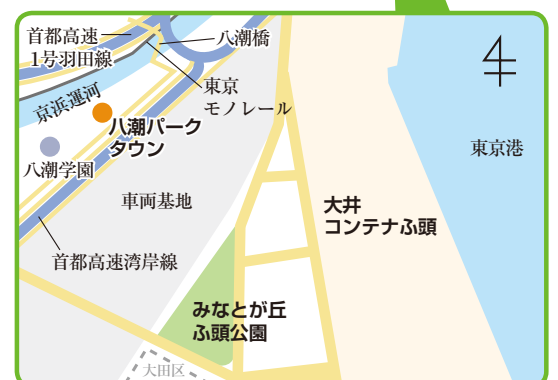 首都高速
1号羽田線
八潮橋
東京
モノレール
京浜運河
八潮パーク
タウン
八潮学園
車両基地
首都高速湾岸線
東京港
大井
コンテナふ頭
みなとが丘
ふ頭公園
大田区